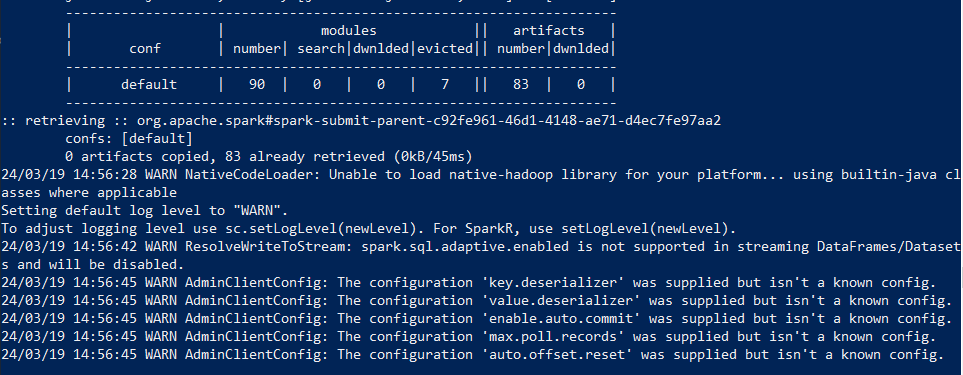 |                  |            modules            ||   artifacts   |
|       conf       | number| search|dwnlded|evicted|| number|dwnlded|
|      default     |   90  |   0   |   0   |   7   ||   83  |   0   |
:: retrieving :: org.apache.spark#spark-submit-parent-c92fe961-46d1-4148-ae71-d4ec7fe97aa2
confs: [default]
0 artifacts copied, 83 already retrieved (0kB/45ms)
24/03/19 14:56:28 WARN NativeCodeLoader: Unable to load native-hadoop library for your platform... using builtin-java cl
asses where applicable
Setting default log level to "WARN".
To adjust logging level use sc.setLogLevel(newLevel). For SparkR, use setLogLevel(newLevel).
24/03/19 14:56:42 WARN ResolveWriteToStream: spark.sql.adaptive.enabled is not supported in streaming DataFrames/Dataset
s and will be disabled.
24/03/19 14:56:45 WARN AdminClientConfig: The configuration 'key.deserializer' was supplied but isn't a known config.
24/03/19 14:56:45 WARN AdminClientConfig: The configuration 'value.deserializer' was supplied but isn't a known config.
24/03/19 14:56:45 WARN AdminClientConfig: The configuration 'enable.auto.commit' was supplied but isn't a known config.
24/03/19 14:56:45 WARN AdminClientConfig: The configuration 'max.poll.records' was supplied but isn't a known config.
24/03/19 14:56:45 WARN AdminClientConfig: The configuration 'auto.offset.reset' was supplied but isn't a known config.